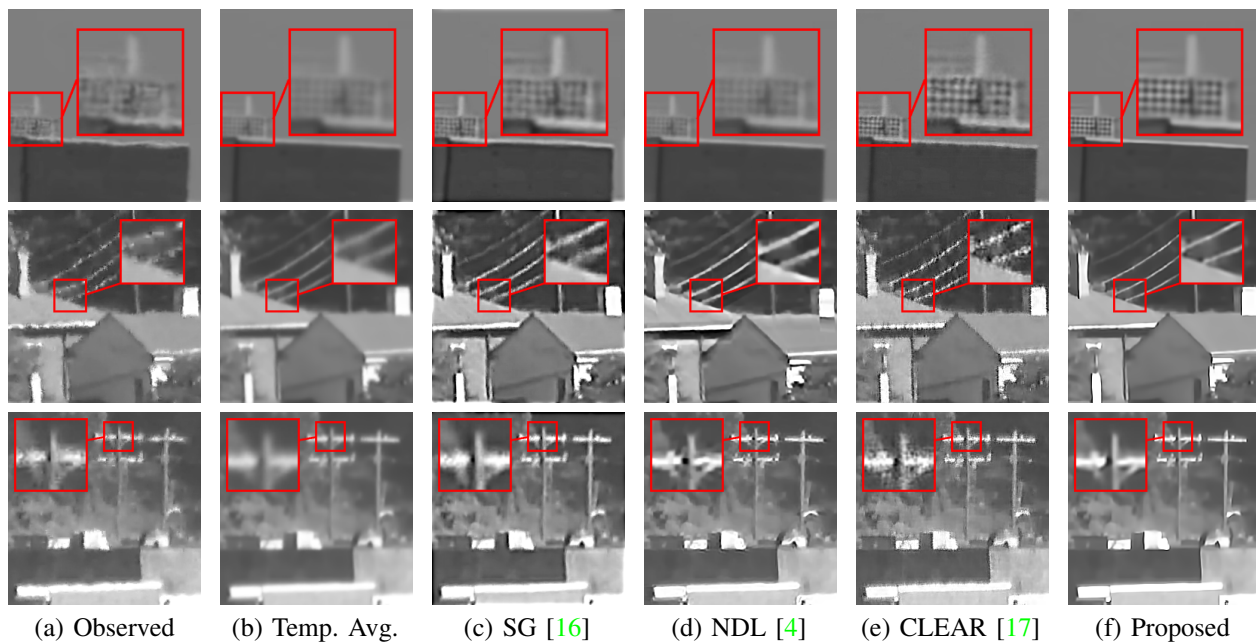 (a) Observed (b) Temp. Avg. (c) SG [16] (d) NDL [4] (e) CLEAR [17] (f) Proposed